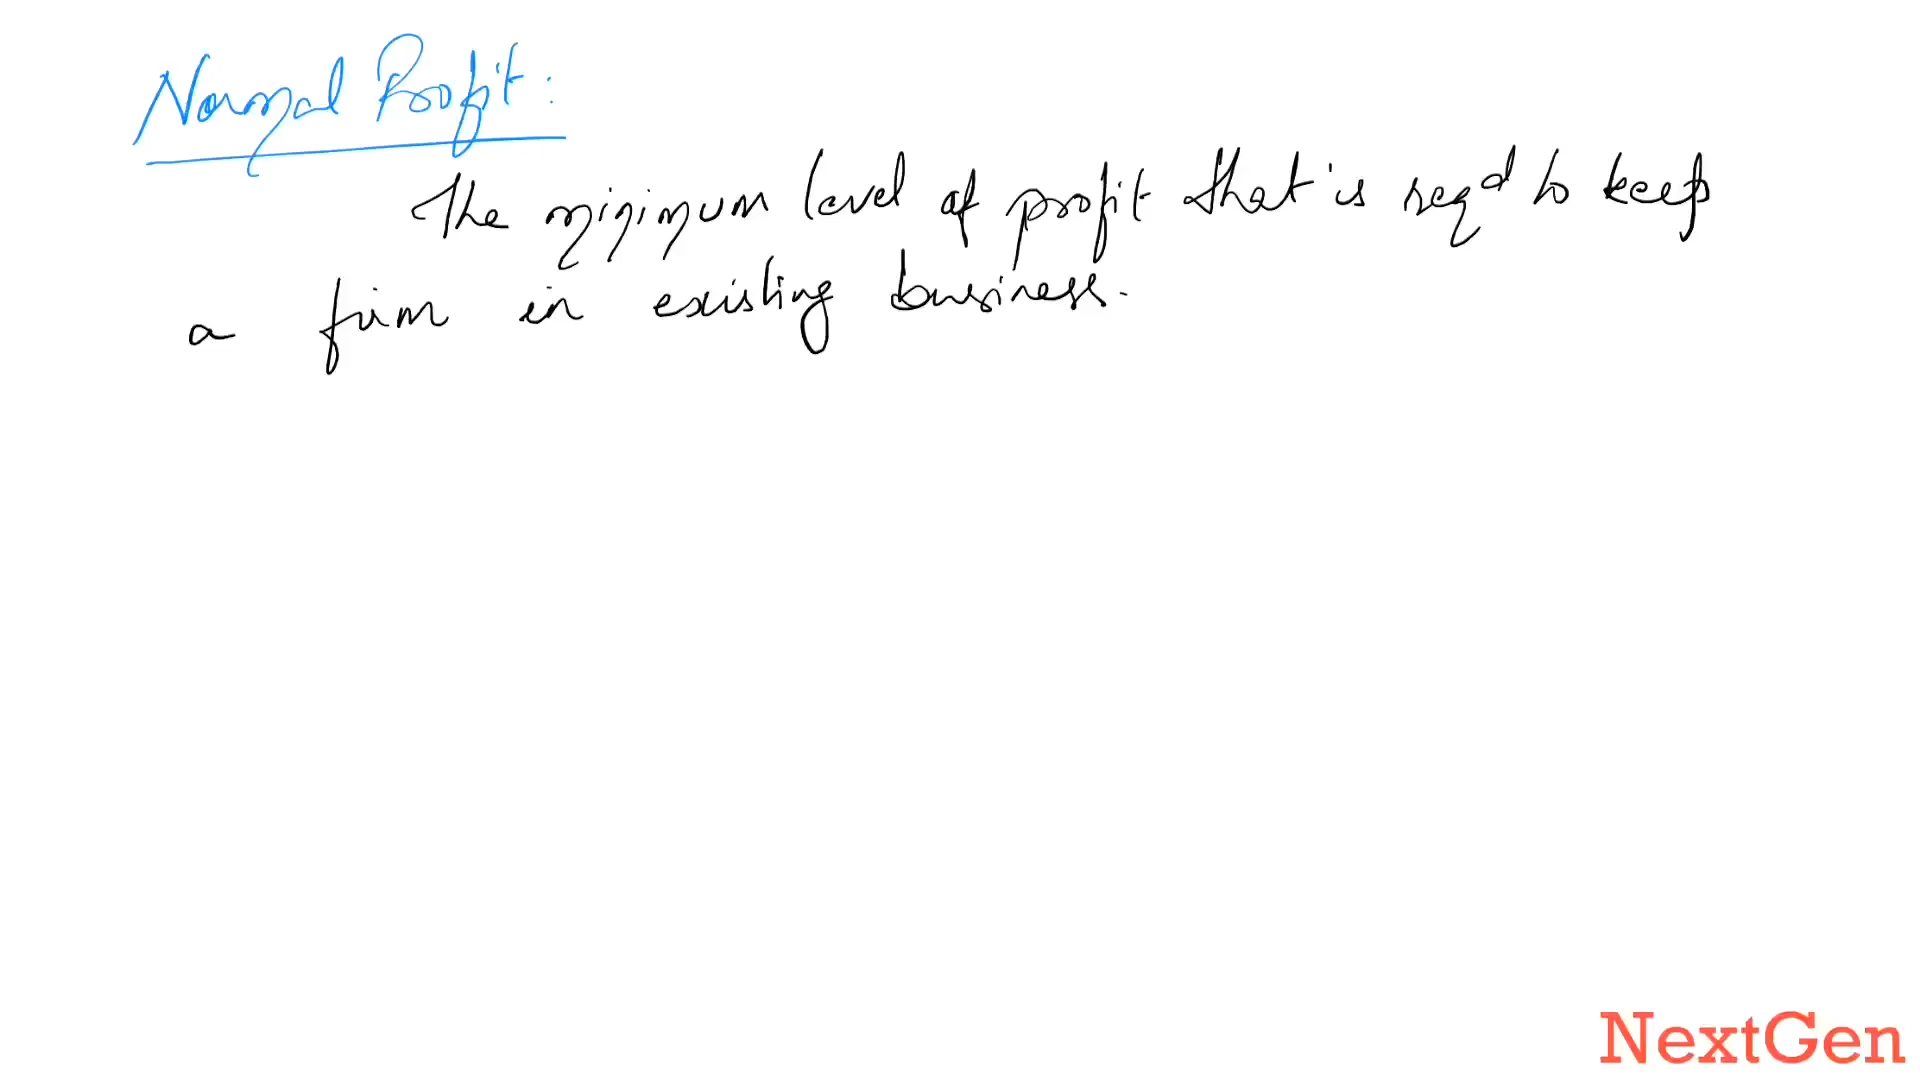 Normal Profit:
The minimum level of profit that is reqd to keep
a firm in existing business.
NextGen